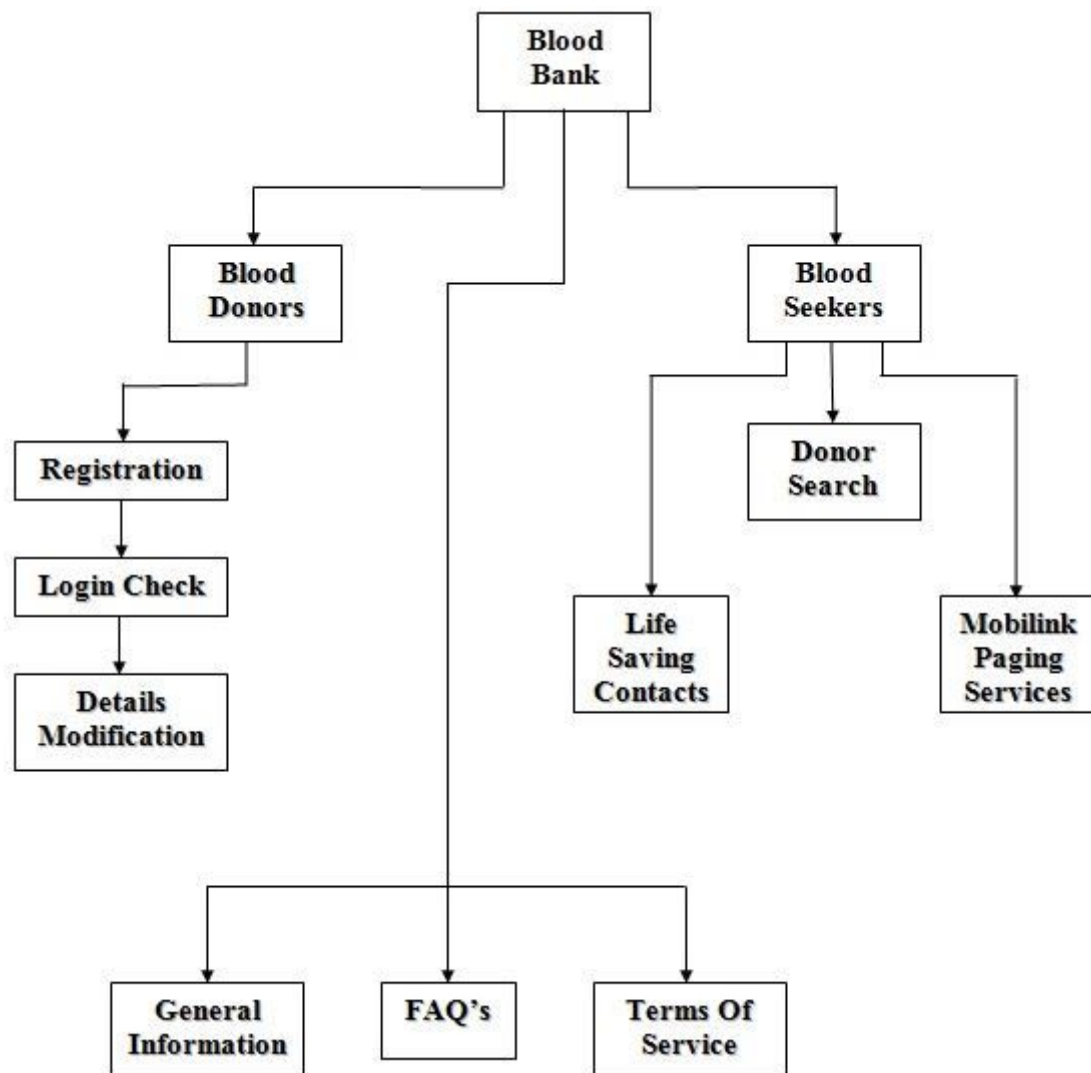 Blood
Bank
Blood
Donors
Blood
Seekers
Registration
Donor
Search
Login Check
Life
Saving
Contacts
Mobilink
Paging
Services
Details
Modification
General
Information
FAQ’s
Terms Of
Service